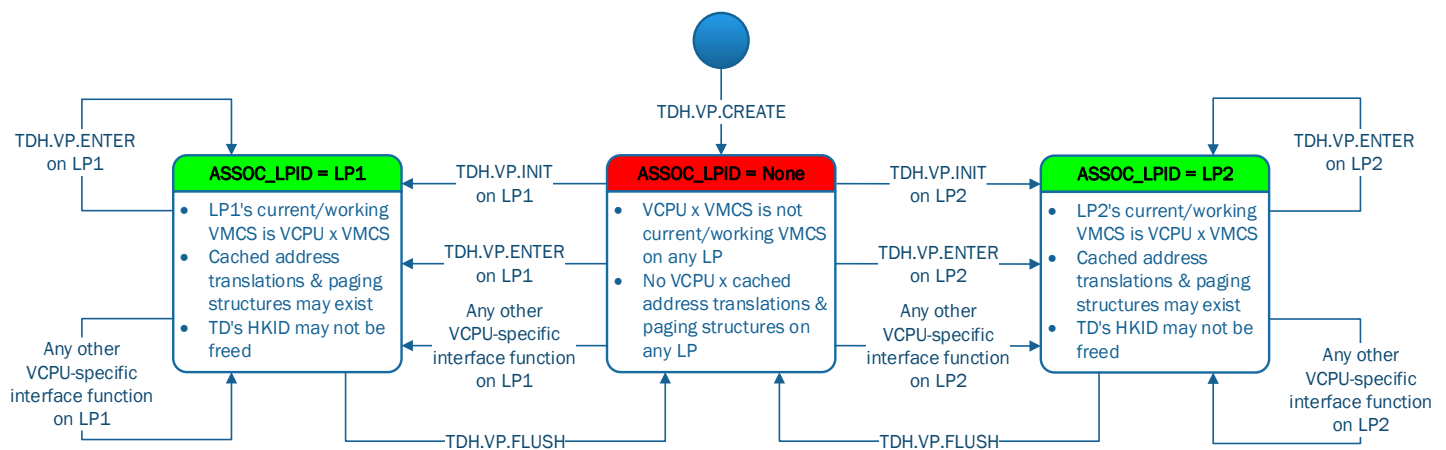 TDH.VP.CREATE
TDH.VP.ENTER
on LP1
ASSOC_LPID = LP1
• LP1's current/working
VMCS is VCPU x VMCS
• Cached address
translations & paging
structures may exist
• TD's HKID may not be
freed
Any other
VCPU-specific
interface function
on LP1
TDH.VP.INIT
on LP1
TDH.VP.ENTER
on LP1
Any other
VCPU-specific
interface function
on LP1
TDH.VP.FLUSH
ASSOC_LPID = None
• VCPU x VMCS is not
current/working VMCS
on any LP
• No VCPU x cached
address translations &
paging structures on
any LP
TDH.VP.INIT
on LP2
TDH.VP.ENTER
on LP2
Any other
VCPU-specific
interface function
on LP2
TDH.VP.FLUSH
ASSOC_LPID = LP2
• LP2's current/working
VMCS is VCPU x VMCS
• Cached address
translations & paging
structures may exist
• TD's HKID may not be
freed
TDH.VP.ENTER
on LP2
Any other
VCPU-specific
interface function
on LP2